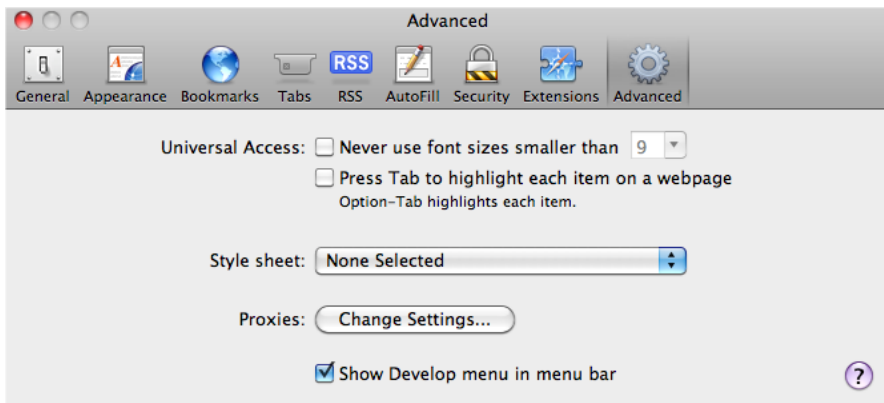 Advanced
General Appearance Bookmarks Tabs RSS RSS AutoFill Security Extensions Advanced
Universal Access: Never use font sizes smaller than 9
Press Tab to highlight each item on a webpage
Option-Tab highlights each item.
Style sheet: None Selected
Proxies: Change Settings...
Show Develop menu in menu bar
?